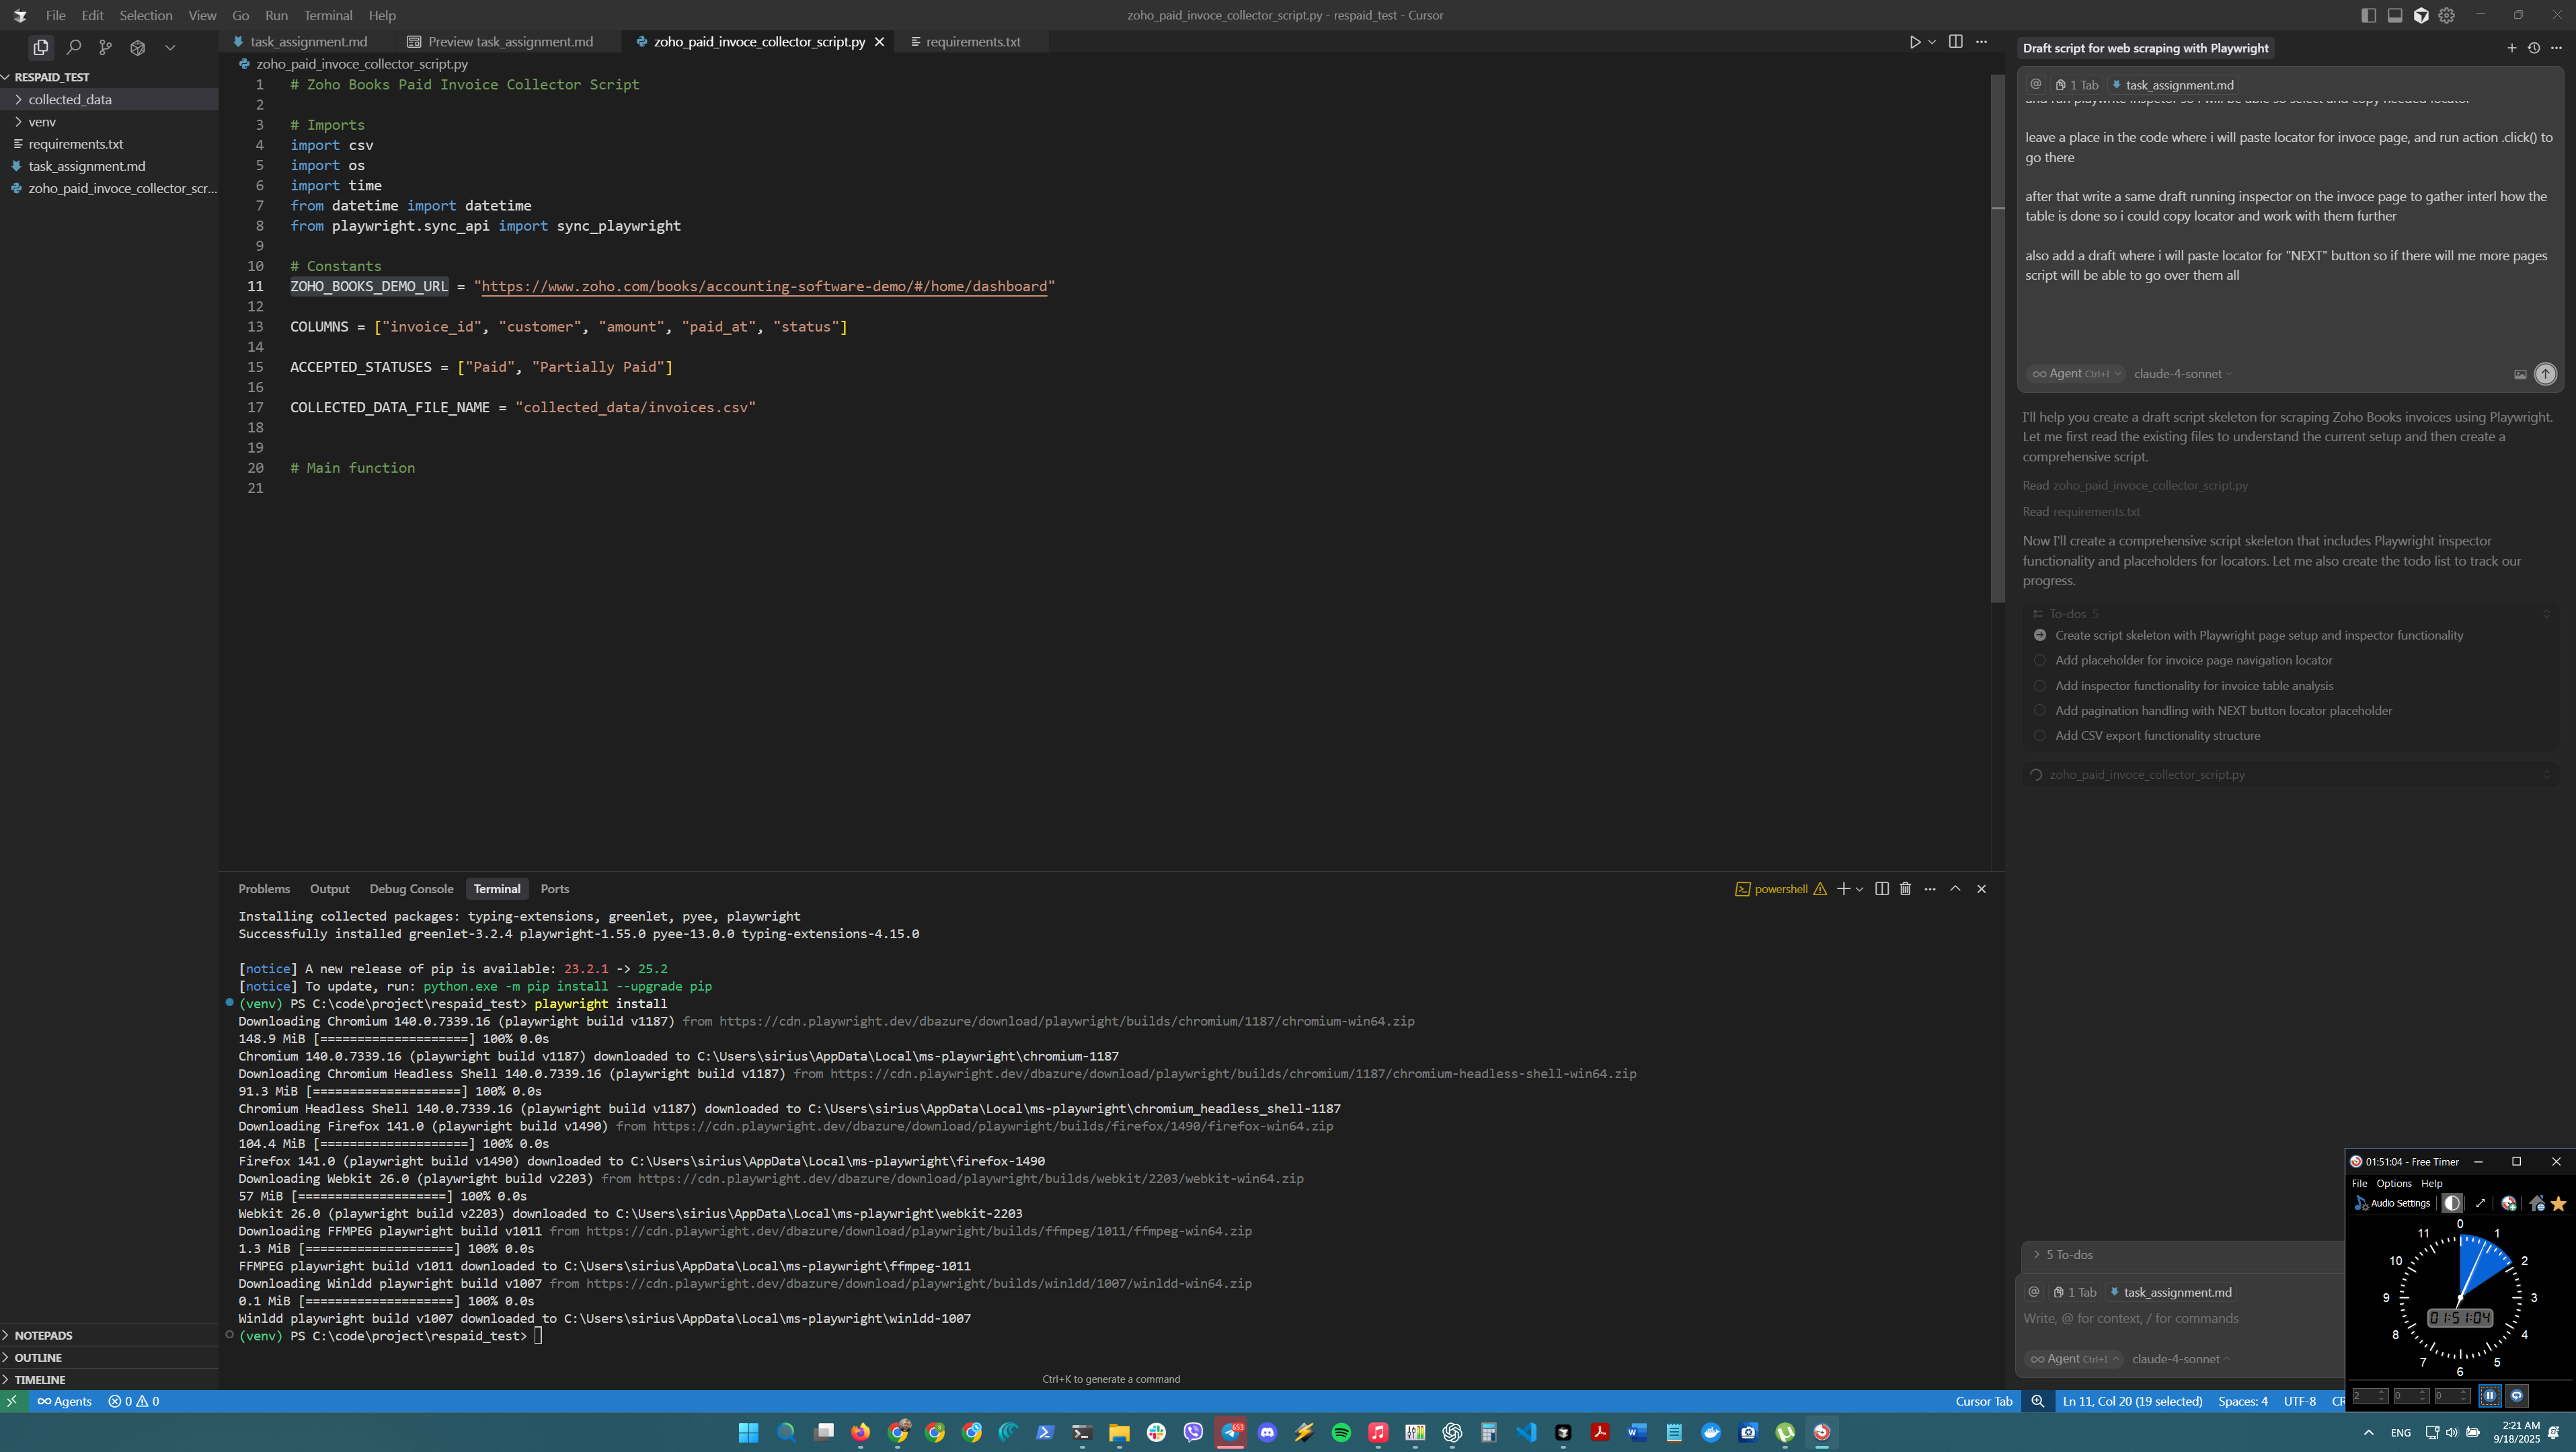 File Edit Selection View Go Run Terminal Help
zoho_paid_invoce_collector_script.py - respaid_test - Cursor
RESPAID_TEST
collected_data
venv
requirements.txt
task_assignment.md
zoho_paid_invoce_collector_scr...
NOTEPADS
OUTLINE
TIMELINE
task_assignment.md
Preview task_assignment.md
zoho_paid_invoce_collector_script.py
requirements.txt
zoho_paid_invoce_collector_script.py
1 # Zoho Books Paid Invoice Collector Script
2
3 # Imports
4 import csv
5 import os
6 import time
7 from datetime import datetime
8 from playwright.sync_api import sync_playwright
9
10 # Constants
11 ZOHO_BOOKS_DEMO_URL = "https://www.zoho.com/books/accounting-software-demo/#/home/dashboard"
12
13 COLUMNS = ["invoice_id", "customer", "amount", "paid_at", "status"]
14
15 ACCEPTED_STATUSES = ["Paid", "Partially Paid"]
16
17 COLLECTED_DATA_FILE_NAME = "collected_data/invoices.csv"
18
19
20 # Main function
21
Problems Output Debug Console Terminal Ports
powershell
Installing collected packages: typing-extensions, greenlet, pyee, playwright
Successfully installed greenlet-3.2.4 playwright-1.55.0 pyee-13.0.0 typing-extensions-4.15.0
[notice] A new release of pip is available: 23.2.1 -> 25.2
[notice] To update, run: python.exe -m pip install --upgrade pip
(venv) PS C:\code\project\respaid_test> playwright install
Downloading Chromium 140.0.7339.16 (playwright build v1187) from https://cdn.playwright.dev/dbazure/download/playwright/builds/chromium/1187/chromium-win64.zip
148.9 MiB [====================] 100% 0.0s
Chromium 140.0.7339.16 (playwright build v1187) downloaded to C:\Users\sirius\AppData\Local\ms-playwright\chromium-1187
Downloading Chromium Headless Shell 140.0.7339.16 (playwright build v1187) from https://cdn.playwright.dev/dbazure/download/playwright/builds/chromium/1187/chromium-headless-shell-win64.zip
91.3 MiB [====================] 100% 0.0s
Chromium Headless Shell 140.0.7339.16 (playwright build v1187) downloaded to C:\Users\sirius\AppData\Local\ms-playwright\chromium_headless_shell-1187
Downloading Firefox 141.0 (playwright build v1490) from https://cdn.playwright.dev/dbazure/download/playwright/builds/firefox/1490/firefox-win64.zip
104.4 MiB [====================] 100% 0.0s
Firefox 141.0 (playwright build v1490) downloaded to C:\Users\sirius\AppData\Local\ms-playwright\firefox-1490
Downloading Webkit 26.0 (playwright build v2203) from https://cdn.playwright.dev/dbazure/download/playwright/builds/webkit/2203/webkit-win64.zip
57 MiB [====================] 100% 0.0s
Webkit 26.0 (playwright build v2203) downloaded to C:\Users\sirius\AppData\Local\ms-playwright\webkit-2203
Downloading FFMPEG playwright build v1011 from https://cdn.playwright.dev/dbazure/download/playwright/builds/ffmpeg/1011/ffmpeg-win64.zip
1.3 MiB [====================] 100% 0.0s
FFMPEG playwright build v1011 downloaded to C:\Users\sirius\AppData\Local\ms-playwright\ffmpeg-1011
Downloading Winldd playwright build v1007 from https://cdn.playwright.dev/dbazure/download/playwright/builds/winldd/1007/winldd-win64.zip
0.1 MiB [====================] 100% 0.0s
Winldd playwright build v1007 downloaded to C:\Users\sirius\AppData\Local\ms-playwright\winldd-1007
(venv) PS C:\code\project\respaid_test>
Ctrl+K to generate a command
Draft script for web scraping with Playwright
@ 1 Tab task_assignment.md
leave a place in the code where i will paste locator for invoce page, and run action .click() to
go there
after that write a same draft running inspector on the invoce page to gather interl how the
table is done so i could copy locator and work with them further
also add a draft where i will paste locator for "NEXT" button so if there will me more pages
script will be able to go over them all
Agent Ctrl+I claude-4-sonnet
I'll help you create a draft script skeleton for scraping Zoho Books invoices using Playwright.
Let me first read the existing files to understand the current setup and then create a
comprehensive script.
Read zoho_paid_invoce_collector_script.py
Read requirements.txt
Now I'll create a comprehensive script skeleton that includes Playwright inspector
functionality and placeholders for locators. Let me also create the todo list to track our
progress.
To-dos 5
Create script skeleton with Playwright page setup and inspector functionality
Add placeholder for invoice page navigation locator
Add inspector functionality for invoice table analysis
Add pagination handling with NEXT button locator placeholder
Add CSV export functionality structure
zoho_paid_invoce_collector_script.py
5 To-dos
@ 1 Tab task_assignment.md
Write, @ for context, / for commands
Agent Ctrl+I claude-4-sonnet
01:51:04 - Free Timer
File Options Help
Audio Settings
0
1
2
3
4
5
6
7
8
9
10
11
01:51:04
2 0 0
Agents 0 0
Cursor Tab Ln 11, Col 20 (19 selected) Spaces: 4 UTF-8 CR
653
ENG
2:21 AM
9/18/2025